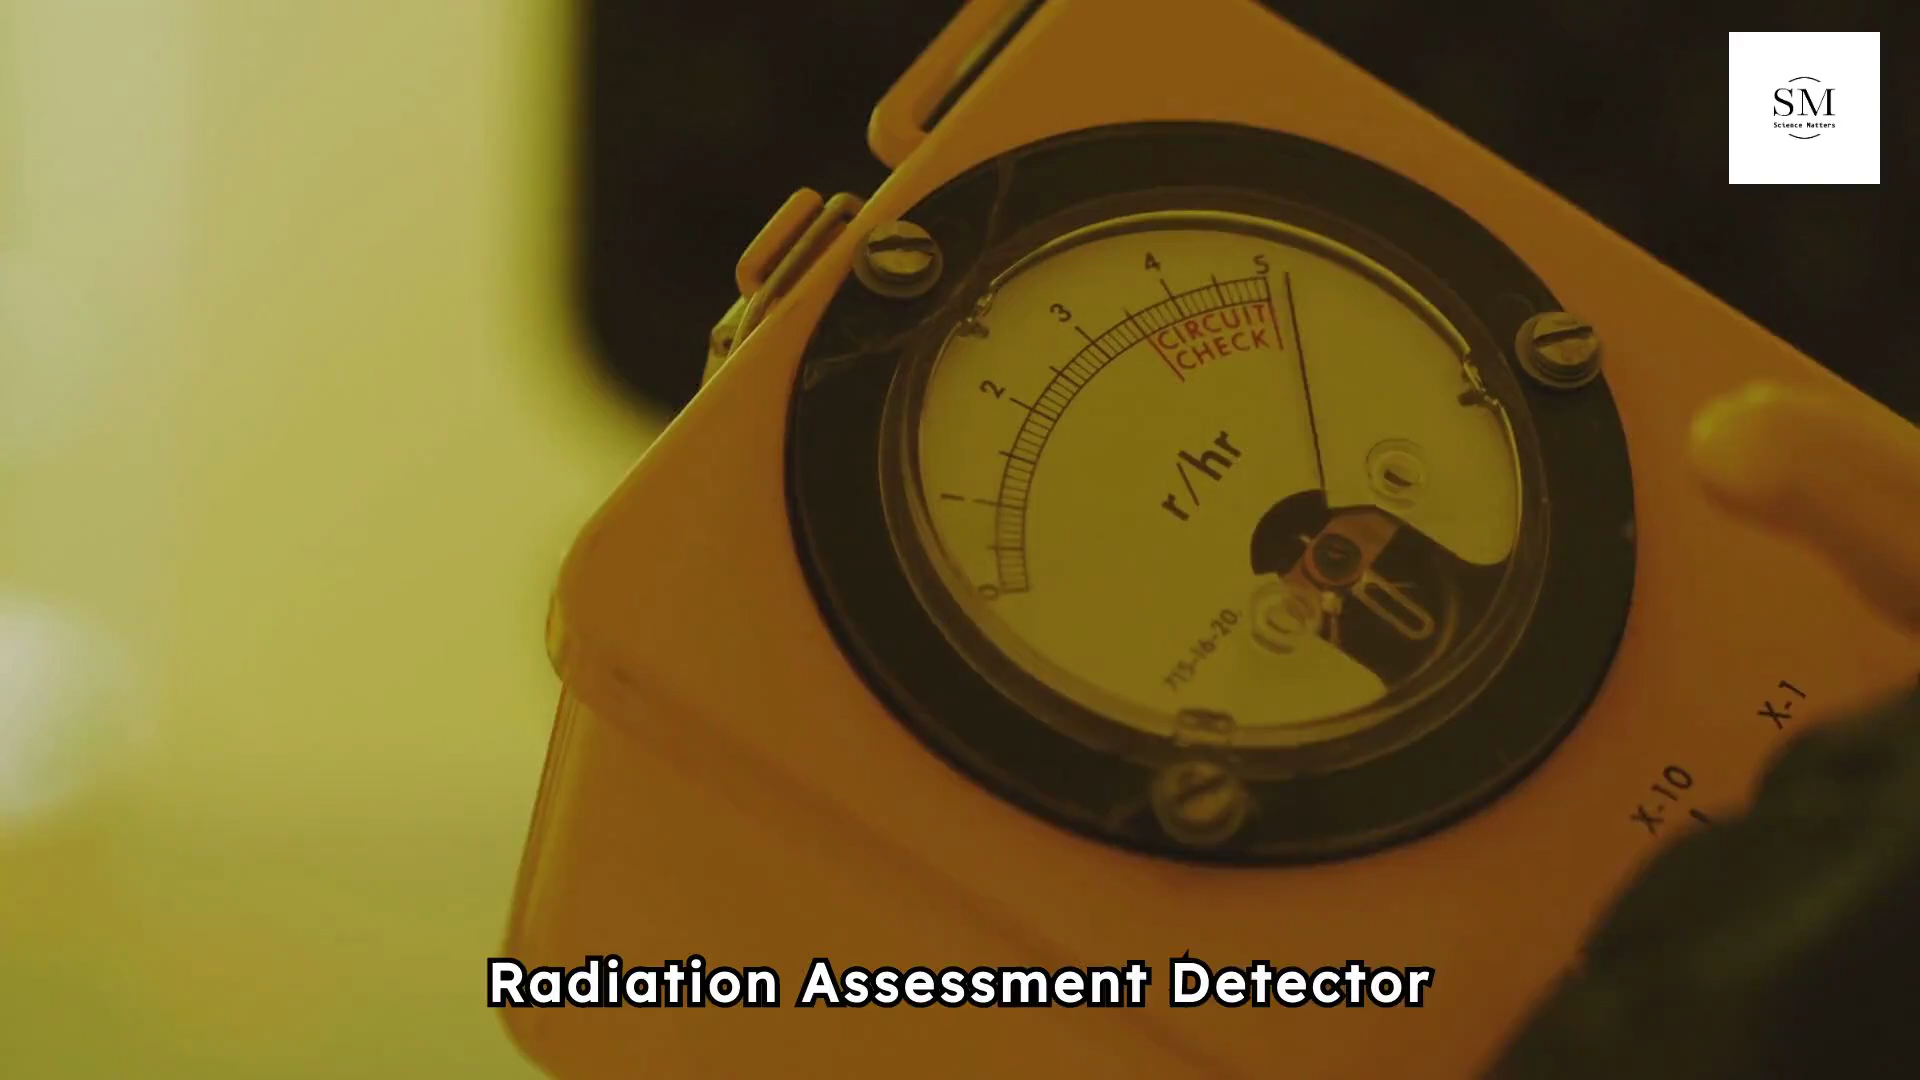 SM
Science Matters
0
1
2
3
4
5
CIRCUIT
CHECK
r/hr
X-1
X-10
Radiation Assessment Detector